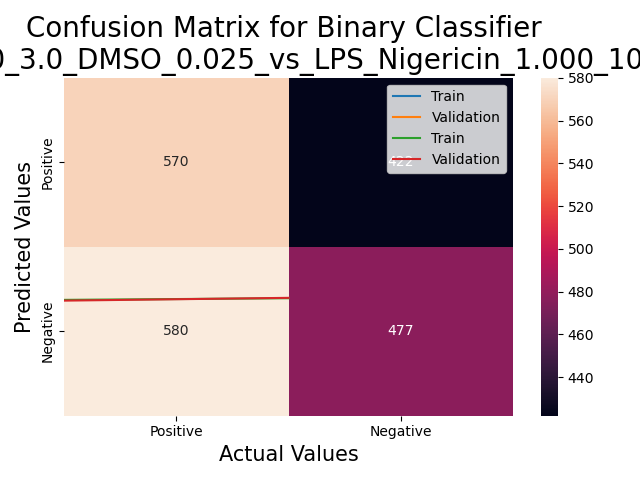 Confusion Matrix for Binary Classifier
0_3.0_DMSO_0.025_vs_LPS_Nigericin_1.000_10
Train
Validation
Train
Validation
Predicted Values
Positive
Negative
570
422
580
477
Positive
Negative
Actual Values
580
560
540
520
500
480
460
440